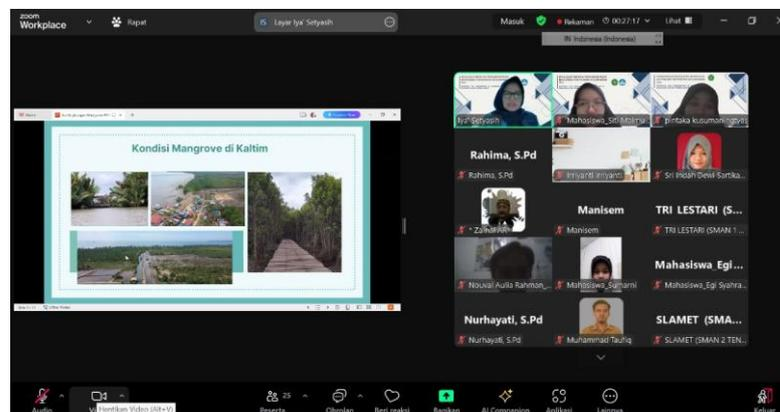 zoom
Workplace
Rapat
IS Layar Iya' Setyasih
Masuk
Rekaman
00:27:17
Lihat
IN Indonesia (Indonesia)
Kondisi Mangrove di Kaltim
Iya' Setyasih
Mahasiswa_Siti Maimu
pintaka kusumaningtyas
Rahima, S.Pd
Rahima, S.Pd
Irriyanti Irriyanti
Sri Indah Dewi Sartika...
Manisem
TRI LESTARI (S...
Manisem
TRI LESTARI (SMAN 1 ...
Mahasiswa_Egi...
Nouval Aulia Rahman_...
Mahasiswa_Sumarni
Mahasiswa_Egi Syahra...
Nurhayati, S.Pd
SLAMET (SMA...
Nurhayati, S.Pd
Muhammad Taufiq
SLAMET (SMAN 2 TEN...
25
Audio
Hentikan Video (Alt+V)
Peserta
Obrolan
Beri reaksi
Bagikan
AI Companion
Aplikasi
Lainnya
Keluar